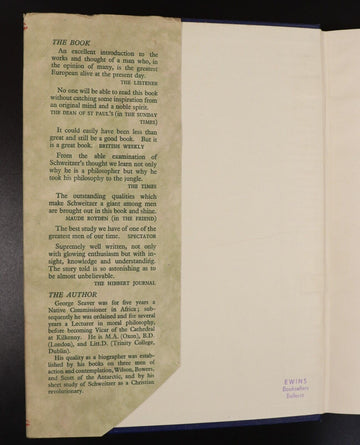 THE BOOK
An excellent introduction to the
works and thought of a man who, in
the opinion of many, is the greatest
European alive at the present day.
THE LISTENER
No one will be able to read this book
without catching some inspiration from
an original mind and a noble spirit.
THE DEAN OF ST PAUL'S (in THE SUNDAY
TIMES)
It could easily have been less than
great and still be a good book. But it
is a great book. BRITISH WEEKLY
From the able examination of
Schweitzer's thought we learn not only
why he is a philosopher but why he
took his philosophy to the jungle.
THE TIMES
The outstanding qualities which
make Schweitzer a giant among men
are brought out in this book and shine.
MAUDE ROYDEN (in THE FRIEND)
The best study we have of one of the
greatest men of our time. SPECTATOR
Supremely well written, not only
with glowing enthusiasm but with in-
sight, knowledge and understanding.
The story told is so astonishing as to
be almost unbelievable.
THE HIBBERT JOURNAL
THE AUTHOR
George Seaver was for five years a
Native Commissioner in Africa; sub-
sequently he was ordained and for several
years a Lecturer in moral philosophy,
before becoming Vicar of the Cathedral
at Kilkenny. He is M.A. (Oxon), B.D.
(London), and Litt.D. (Trinity College,
Dublin).
His quality as a biographer was estab-
lished by his books on three men of
action and contemplation, Wilson, Bowers,
and Scott of the Antarctic, and by his
sheet study of Schweitzer as a Christian
revolutionary.
EWINS
Booksellers
Ballarat